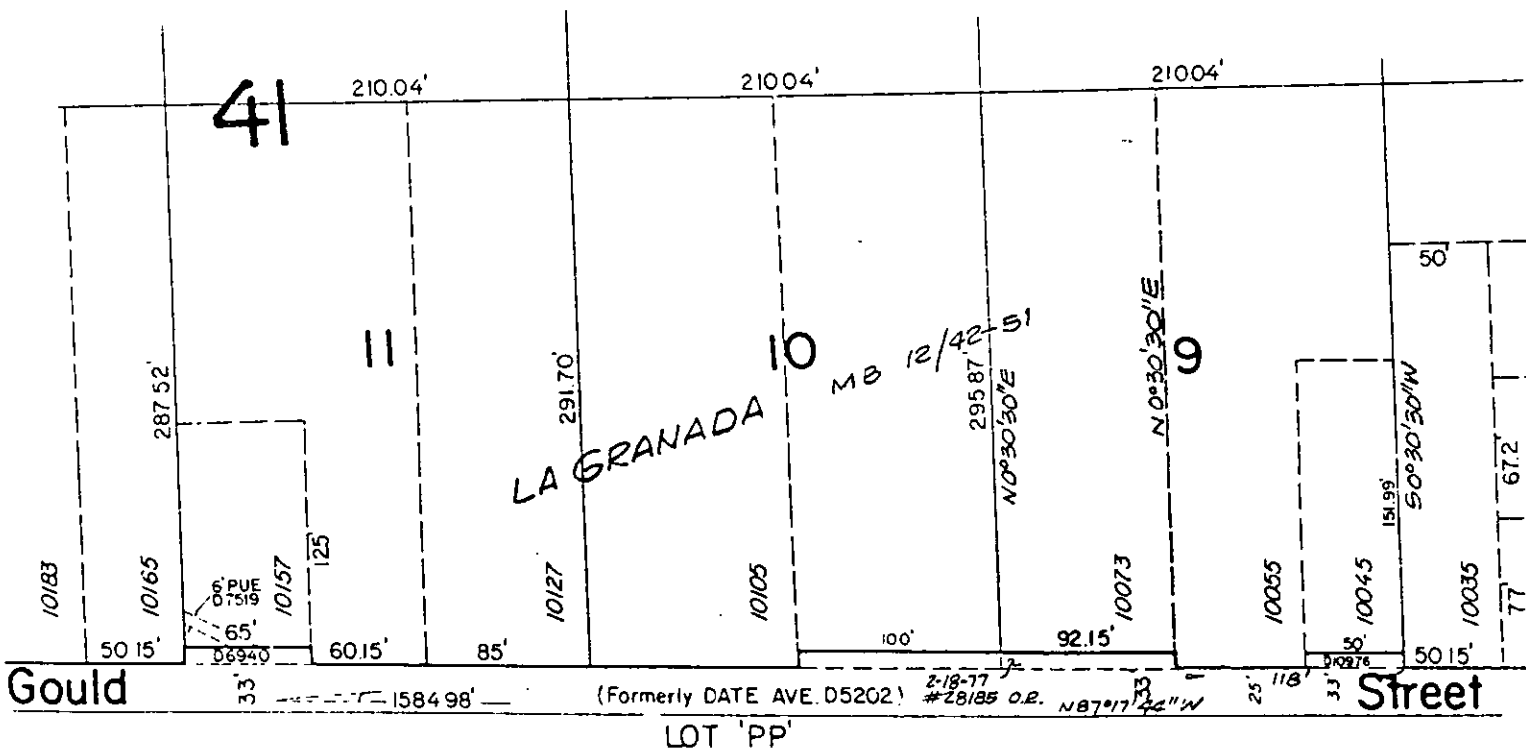 41
210.04'
210.04'
210.04'
50'
11
10
9
LA GRANADA MB 12/42-51
287 52'
291.70'
295 87'
N0°30'30"E
N0°30'30"E
S0°30'30"W
151.99'
67.2'
77
125'
10183
10165
10157
10127
10105
10073
10055
10045
10035
6' PUE
D7519
65'
D6940
50 15'
60.15'
85'
100'
92.15'
50'
D10976
50 15'
Gould
33'
1584 98'
(Formerly DATE AVE. D5202)
2-18-77
#28185 O.R.
N87°17'44"W
33'
25'
118'
33'
Street
LOT 'PP'